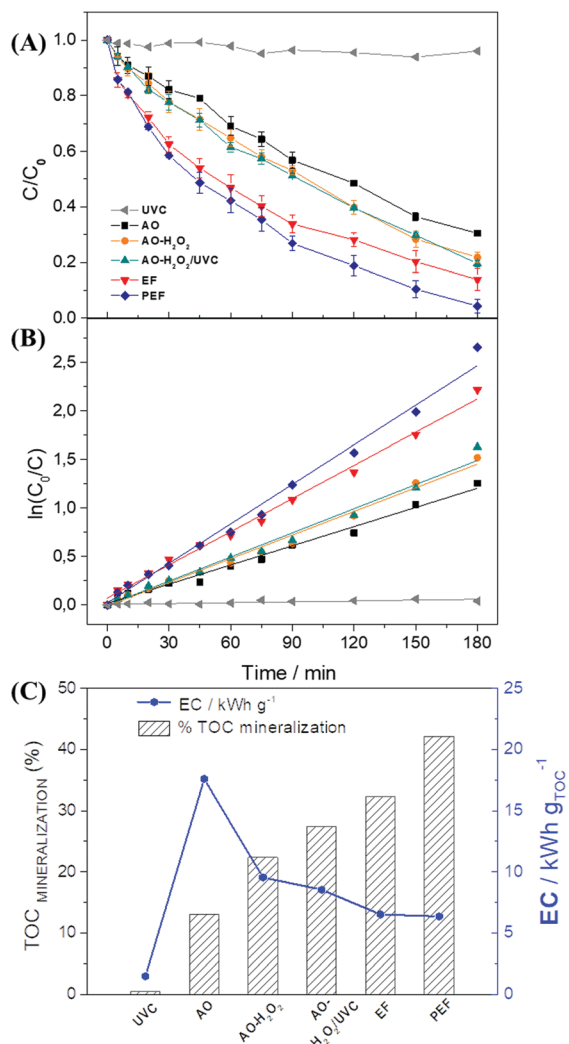 (A)
1.0
0.8
0.6
0.4
0.2
0.0
C/C₀
UVC
AO
AO-H₂O₂
AO-H₂O₂/UVC
EF
PEF
(B)
2,5
2,0
1,5
1,0
0,5
0,0
ln(C₀/C)
0 30 60 90 120 150 180
Time / min
(C)
50
40
30
20
10
0
TOC MINERALIZATION (%)
EC / kWh g⁻¹
% TOC mineralization
25
20
15
10
5
0
EC / kWh g_TOC⁻¹
UVC
AO
AO-H₂O₂
AO-
H₂O₂/UVC
EF
PEF